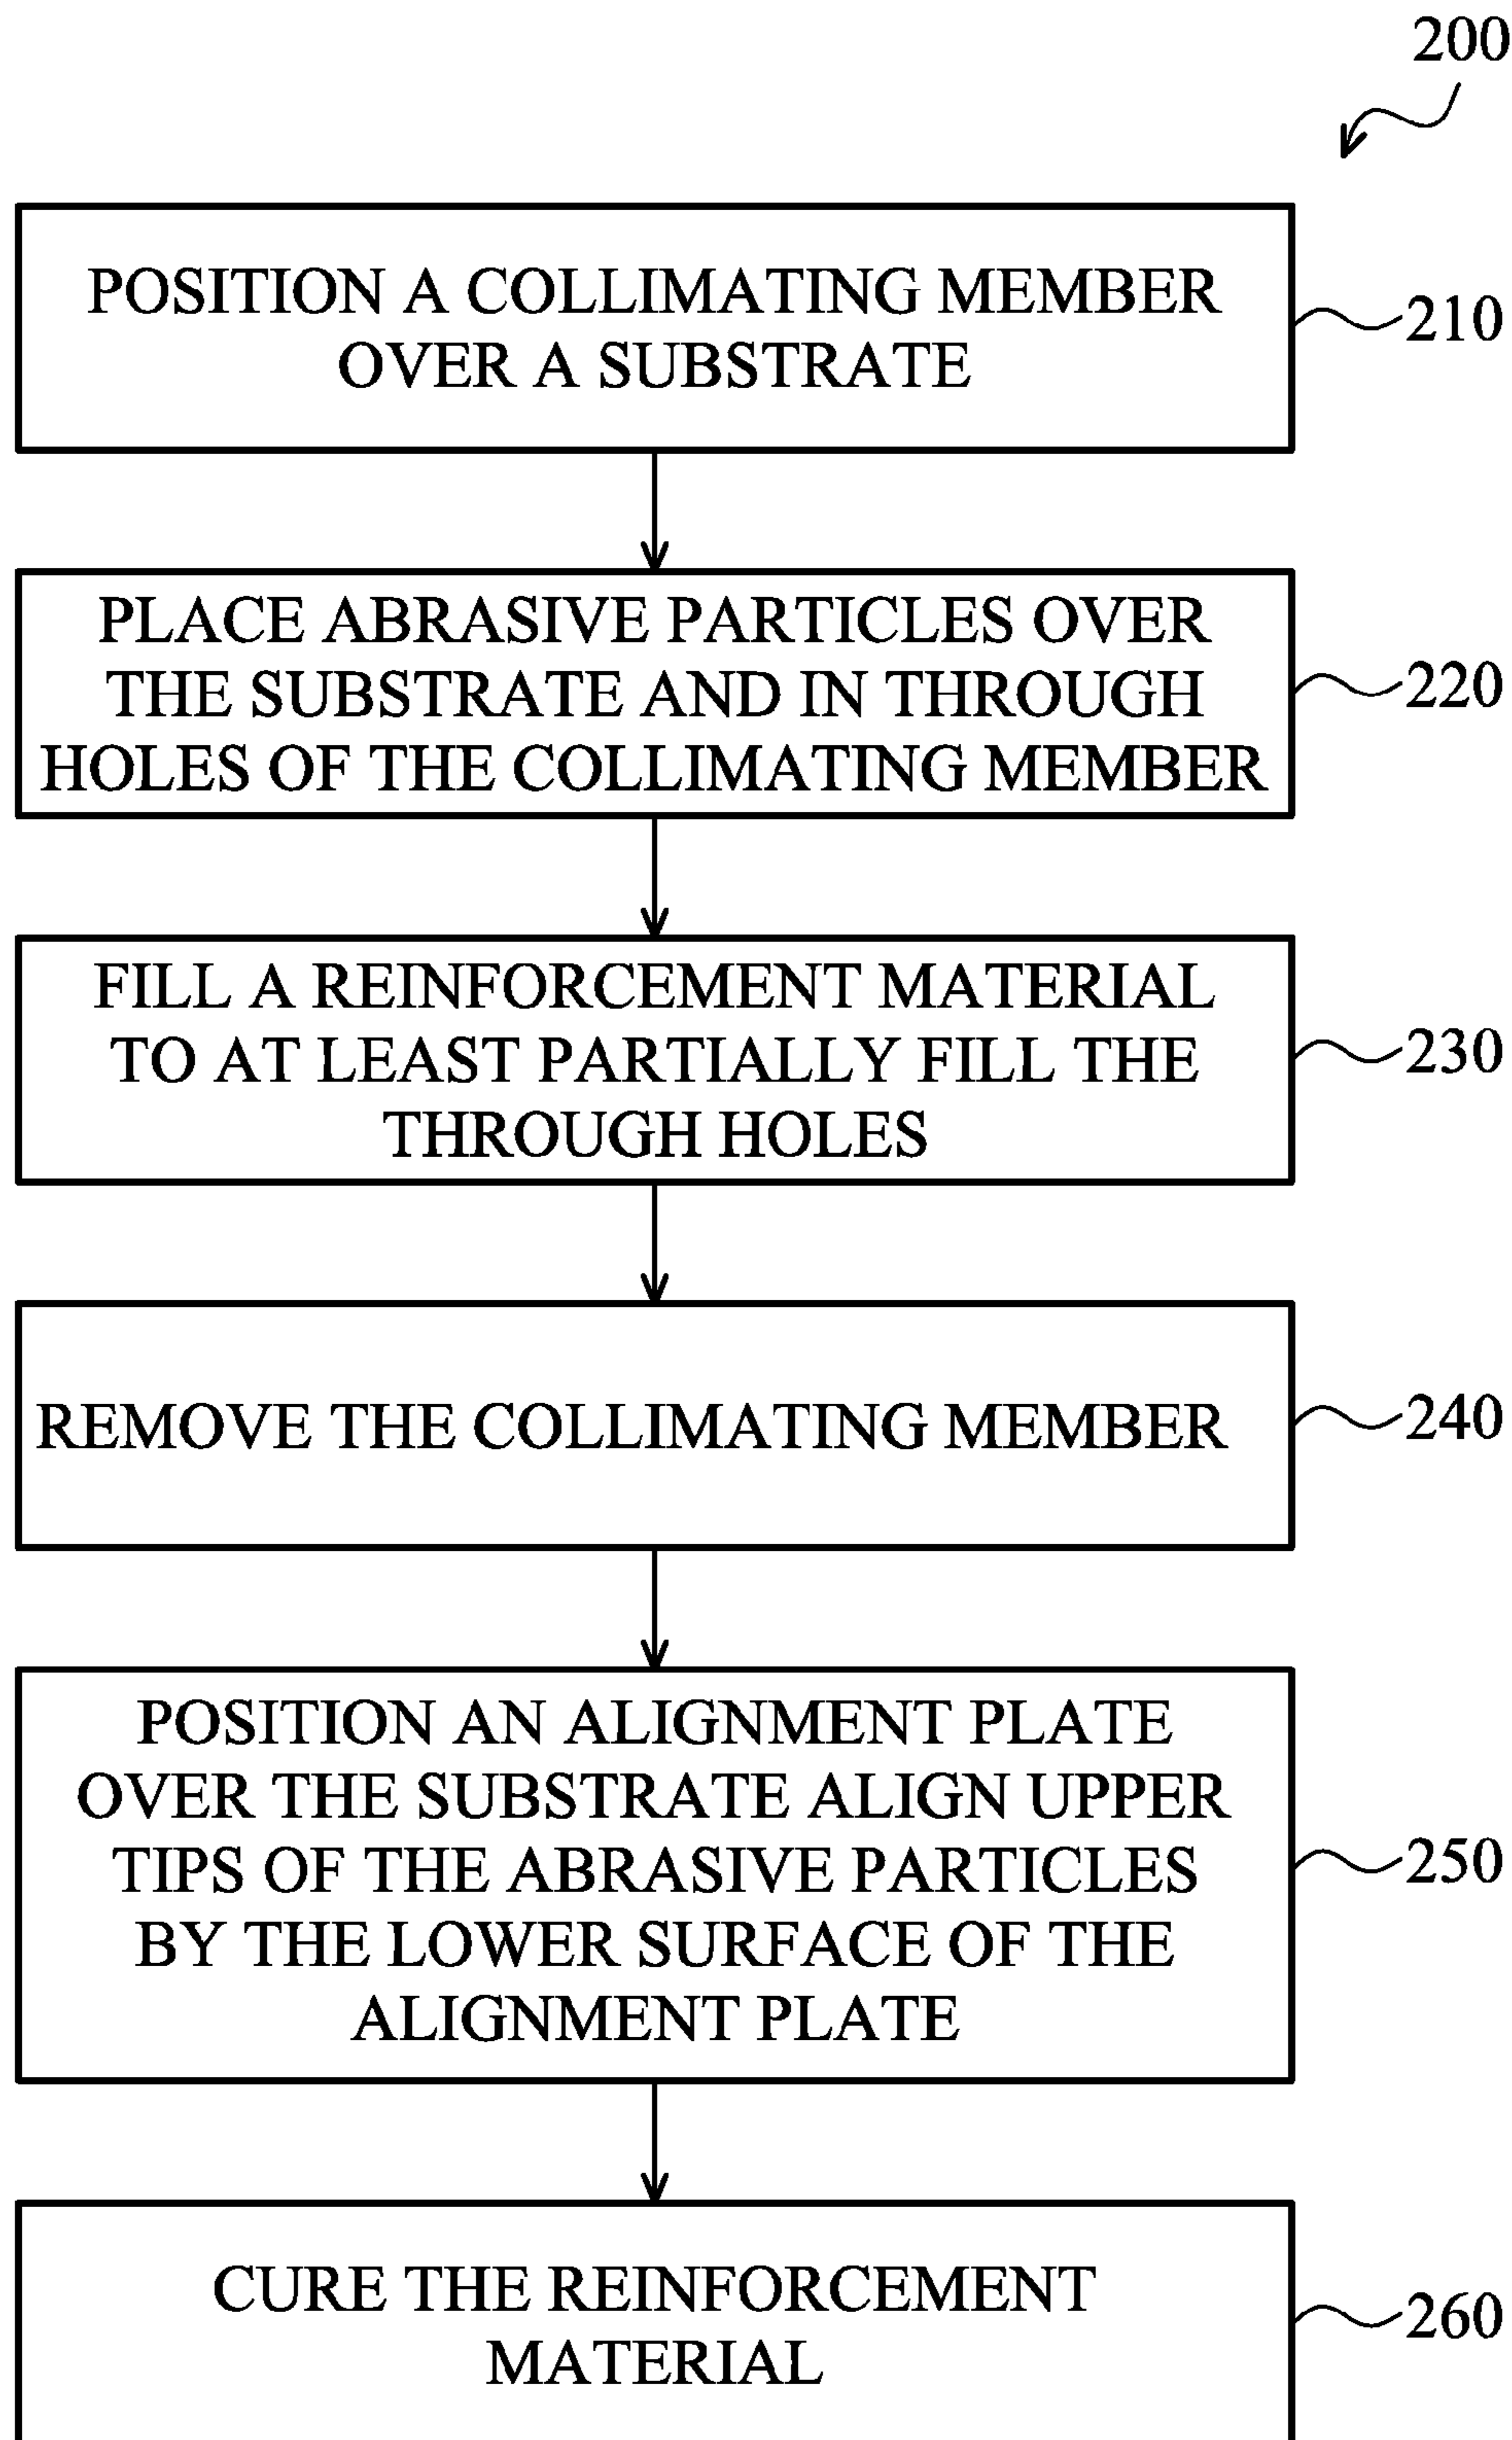 200
POSITION A COLLIMATING MEMBER
OVER A SUBSTRATE
210
PLACE ABRASIVE PARTICLES OVER
THE SUBSTRATE AND IN THROUGH
HOLES OF THE COLLIMATING MEMBER
220
FILL A REINFORCEMENT MATERIAL
TO AT LEAST PARTIALLY FILL THE
THROUGH HOLES
230
REMOVE THE COLLIMATING MEMBER
240
POSITION AN ALIGNMENT PLATE
OVER THE SUBSTRATE ALIGN UPPER
TIPS OF THE ABRASIVE PARTICLES
BY THE LOWER SURFACE OF THE
ALIGNMENT PLATE
250
CURE THE REINFORCEMENT
MATERIAL
260